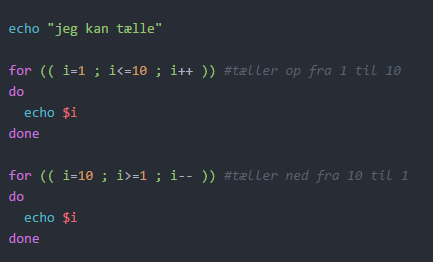 echo "jeg kan tælle"
for (( i=1 ; i<=10 ; i++ )) #tæller op fra 1 til 10
do
echo $i
done
for (( i=10 ; i>=1 ; i-- )) #tæller ned fra 10 til 1
do
echo $i
done